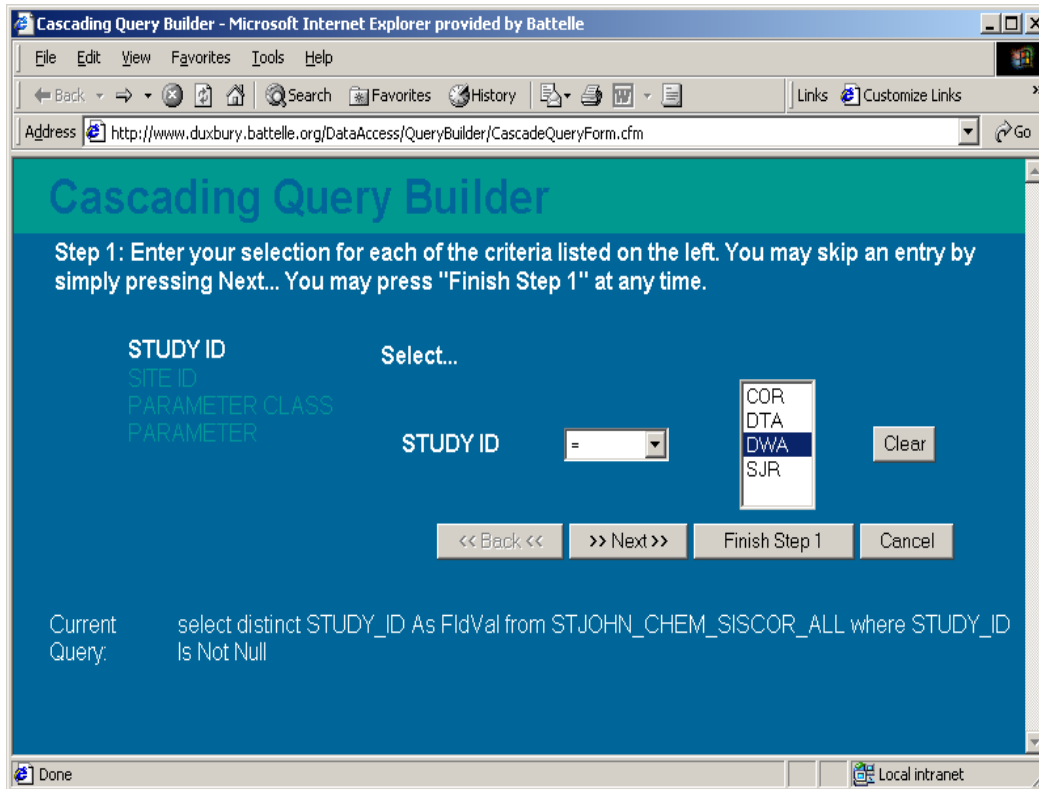 Cascading Query Builder - Microsoft Internet Explorer provided by Battelle
File Edit View Favorites Tools Help
Back Search Favorites History Links Customize Links »
Address http://www.duxbury.battelle.org/DataAccess/QueryBuilder/CascadeQueryForm.cfm Go
Cascading Query Builder
Step 1: Enter your selection for each of the criteria listed on the left. You may skip an entry by
simply pressing Next... You may press "Finish Step 1" at any time.
STUDY ID
SITE ID
PARAMETER CLASS
PARAMETER
Select...
STUDY ID =
COR
DTA
DWA
SJR
Clear
<< Back << >> Next >> Finish Step 1 Cancel
Current Query:
select distinct STUDY_ID As FldVal from STJOHN_CHEM_SISCOR_ALL where STUDY_ID
Is Not Null
Done Local intranet